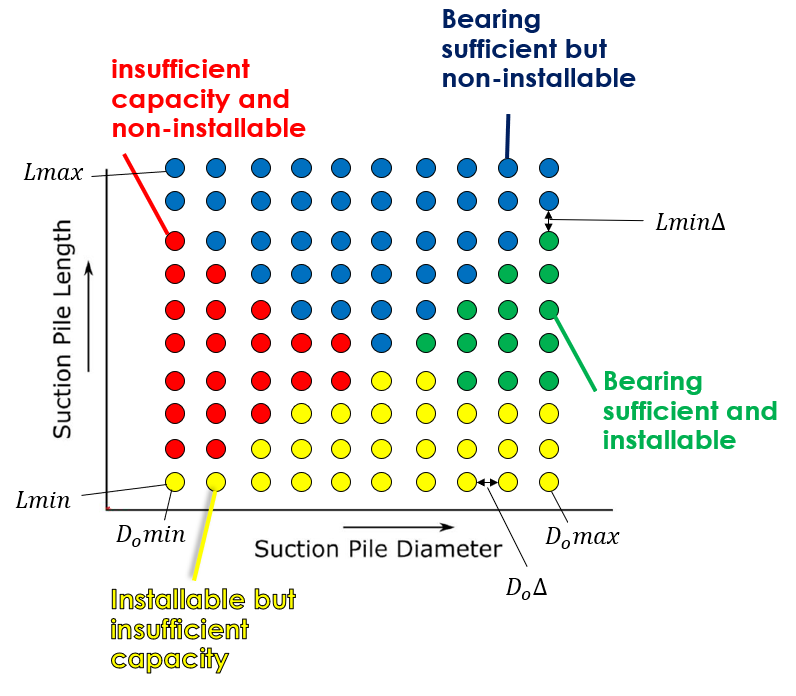 Bearing
sufficient but
non-installable
insufficient
capacity and
non-installable
Lmax
LminΔ
Suction Pile Length
Bearing
sufficient and
installable
Lmin
Dₒmin
Suction Pile Diameter
Dₒmax
DₒΔ
Installable but
insufficient
capacity